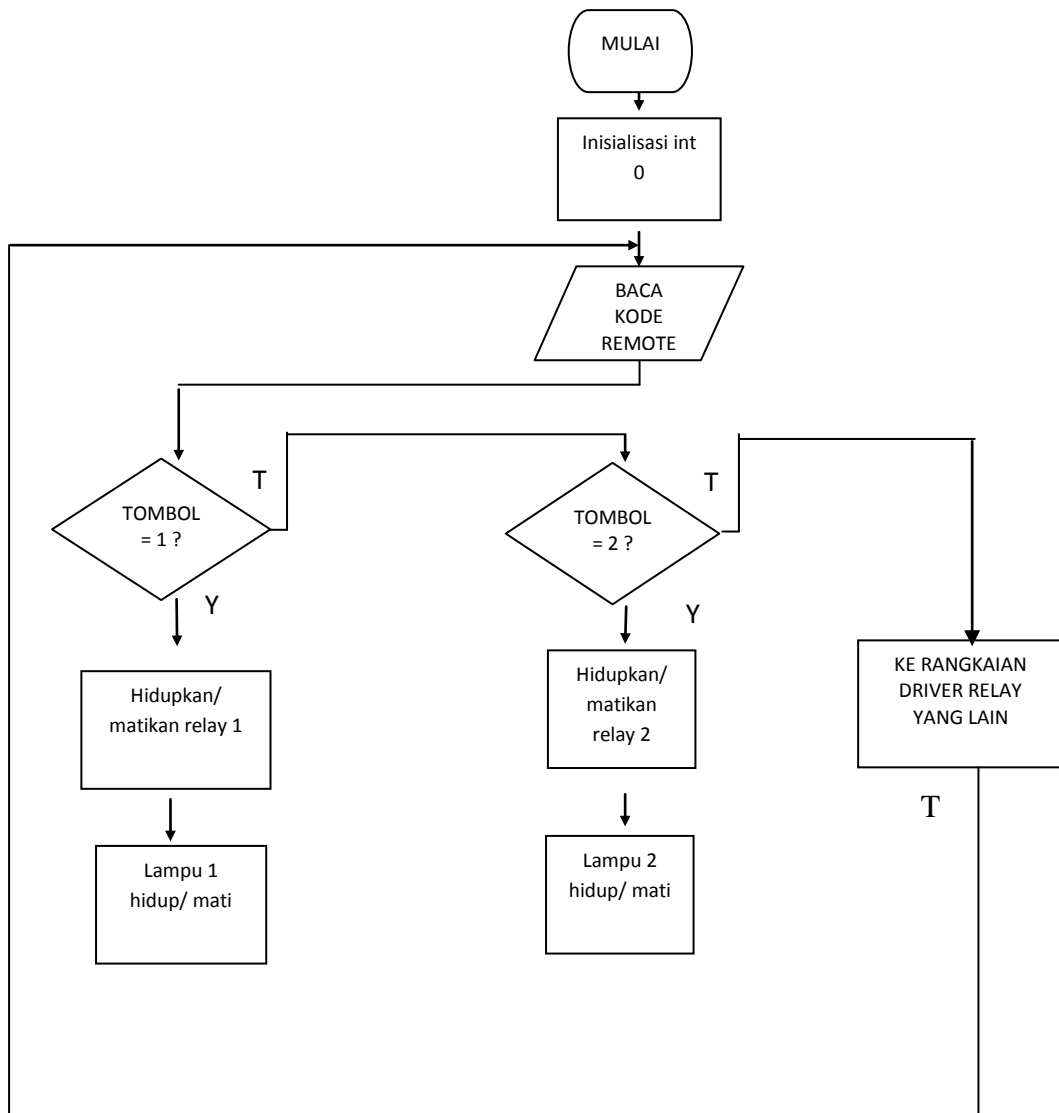 MULAI
Inisialisasi int
0
BACA
KODE
REMOTE
T
TOMBOL
= 1 ?
Y
T
TOMBOL
= 2 ?
Y
Hidupkan/
matikan relay 1
Hidupkan/
matikan
relay 2
KE RANGKAIAN
DRIVER RELAY
YANG LAIN
T
Lampu 1
hidup/ mati
Lampu 2
hidup/ mati